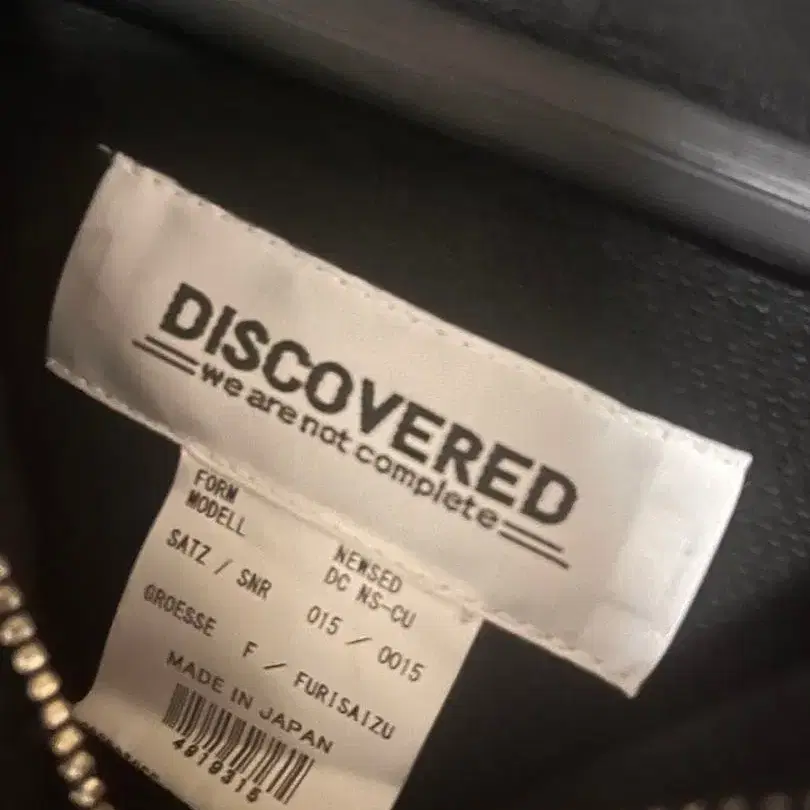 DISCOVERED
we are not complete
FORM NEWSED
MODELL DC NS-CU
SATZ / SNR 015 / 0015
GROESSE F / FURISAIZU
MADE IN JAPAN
4919315